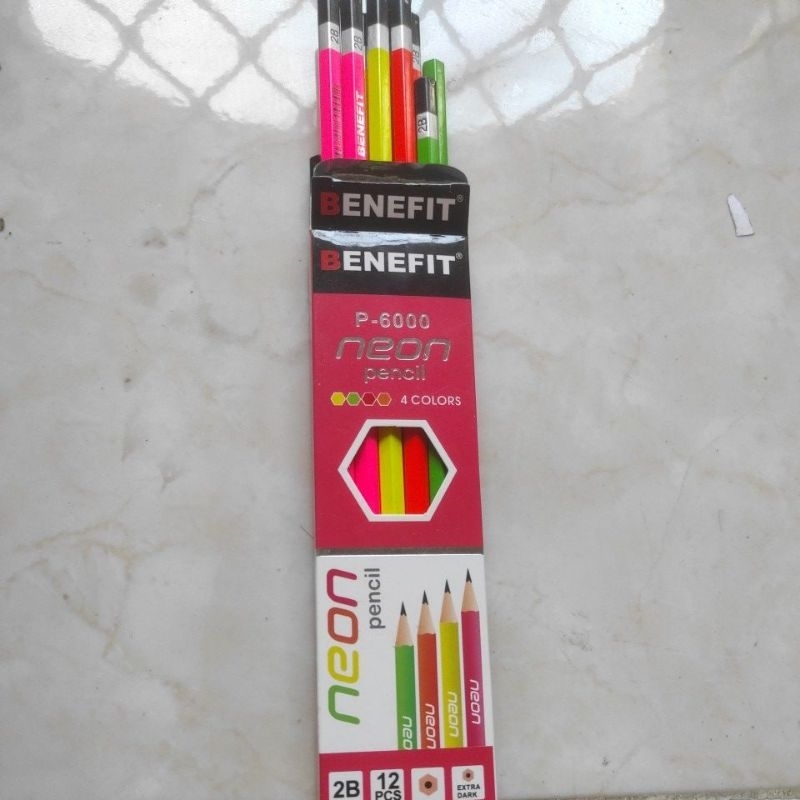 2B
2B
2B
2B
BENEFIT
BENEFIT®
BENEFIT®
P-6000
neon
pencil
4 COLORS
neon
pencil
neon
neon
neon
neon
2B
12
PCS
EXTRA
DARK